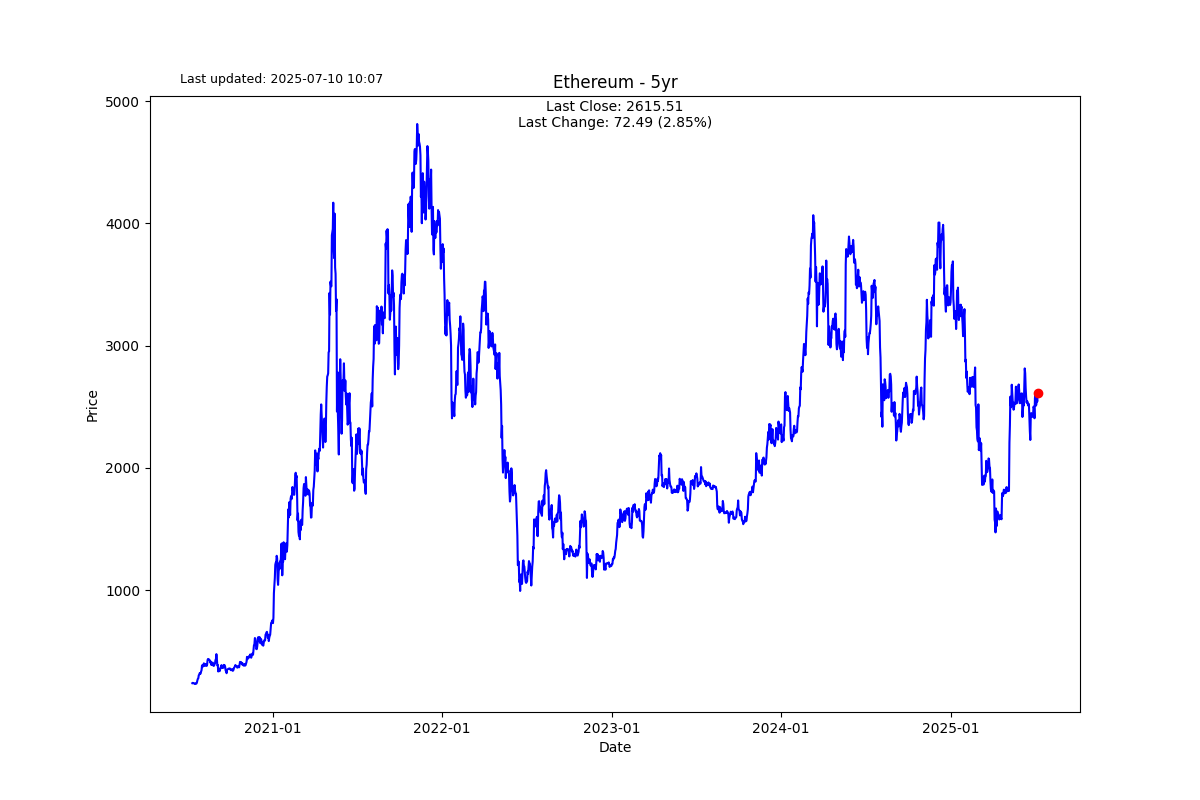 Last updated: 2025-07-10 10:07
Ethereum - 5yr
Last Close: 2615.51
Last Change: 72.49 (2.85%)
5000
4000
3000
2000
1000
Price
2021-01
2022-01
2023-01
2024-01
2025-01
Date